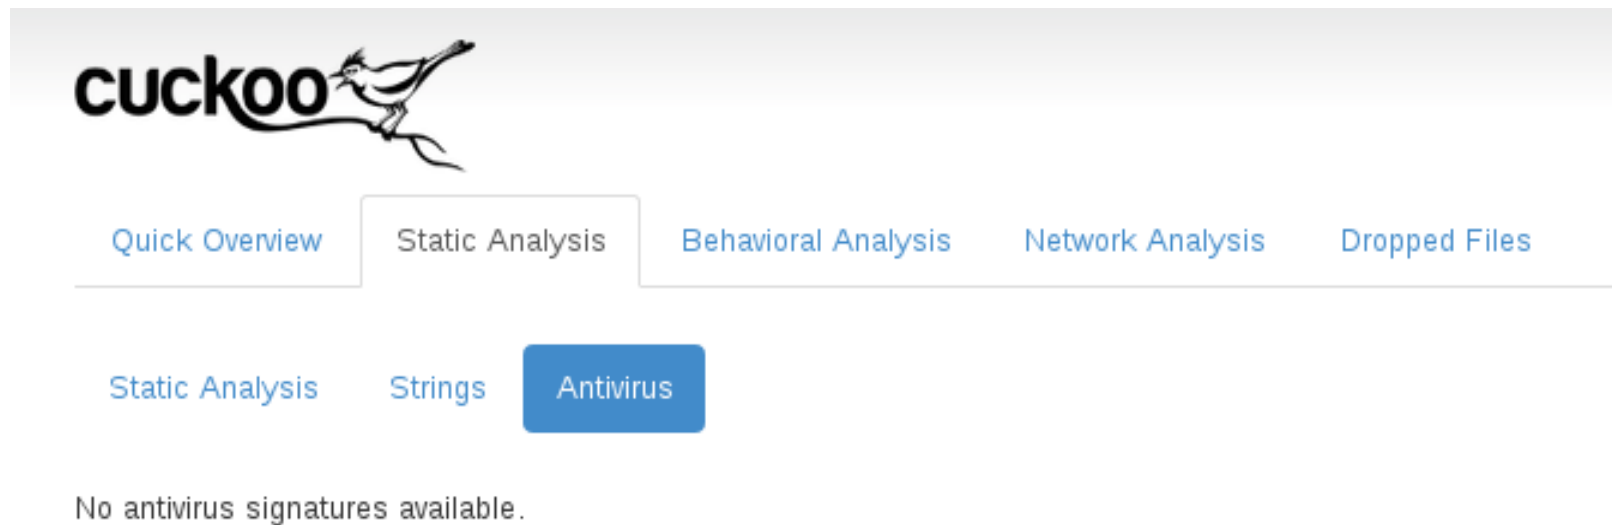 cuckoo
Quick Overview Static Analysis Behavioral Analysis Network Analysis Dropped Files
Static Analysis Strings Antivirus
No antivirus signatures available.